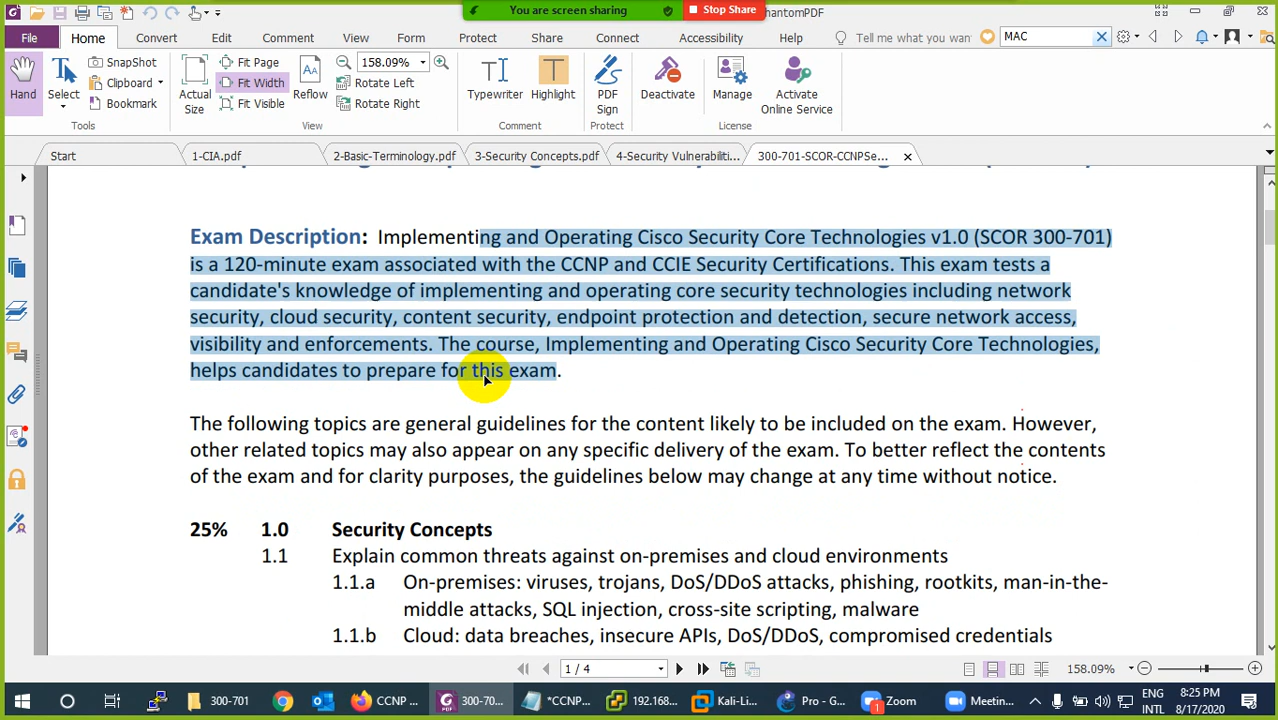 You are screen sharing
Stop Share
hantomPDF
File
Home
Convert
Edit
Comment
View
Form
Protect
Share
Connect
Accessibility
Help
Tell me what you want...
MAC
Hand
Select
SnapShot
Clipboard
Bookmark
Tools
Actual Size
Fit Page
Fit Width
Fit Visible
Reflow
158.09%
Rotate Left
Rotate Right
View
Typewriter
Highlight
Comment
PDF Sign
Protect
Deactivate
Manage
Activate Online Service
License
Start
1-CIA.pdf
2-Basic-Terminology.pdf
3-Security Concepts.pdf
4-Security Vulnerabiliti...
300-701-SCOR-CCNPSe...
Exam Description: Implementing and Operating Cisco Security Core Technologies v1.0 (SCOR 300-701)
is a 120-minute exam associated with the CCNP and CCIE Security Certifications. This exam tests a
candidate's knowledge of implementing and operating core security technologies including network
security, cloud security, content security, endpoint protection and detection, secure network access,
visibility and enforcements. The course, Implementing and Operating Cisco Security Core Technologies,
helps candidates to prepare for this exam.
The following topics are general guidelines for the content likely to be included on the exam. However,
other related topics may also appear on any specific delivery of the exam. To better reflect the contents
of the exam and for clarity purposes, the guidelines below may change at any time without notice.
25% 1.0 Security Concepts
1.1 Explain common threats against on-premises and cloud environments
1.1.a On-premises: viruses, trojans, DoS/DDoS attacks, phishing, rootkits, man-in-the-
middle attacks, SQL injection, cross-site scripting, malware
1.1.b Cloud: data breaches, insecure APIs, DoS/DDoS, compromised credentials
1 / 4
158.09%
300-701
CCNP ...
300-70...
*CCNP...
192.168...
Kali-Li...
Pro - G...
1
Zoom
Meetin...
ENG
INTL
8:25 PM
8/17/2020